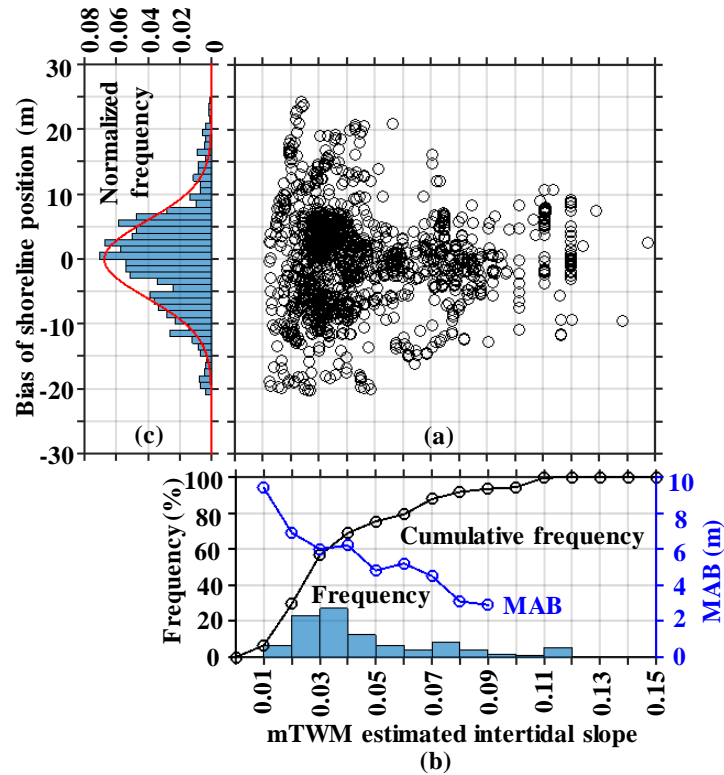 0.08
0.06
0.04
0.02
0
30
20
10
0
-10
-20
-30
Bias of shoreline position (m)
Normalized
frequency
(c)
(a)
100
80
60
40
20
0
Frequency (%)
Cumulative frequency
Frequency
MAB
10
8
6
4
2
0
MAB (m)
0.01
0.03
0.05
0.07
0.09
0.11
0.13
0.15
mTWM estimated intertidal slope
(b)